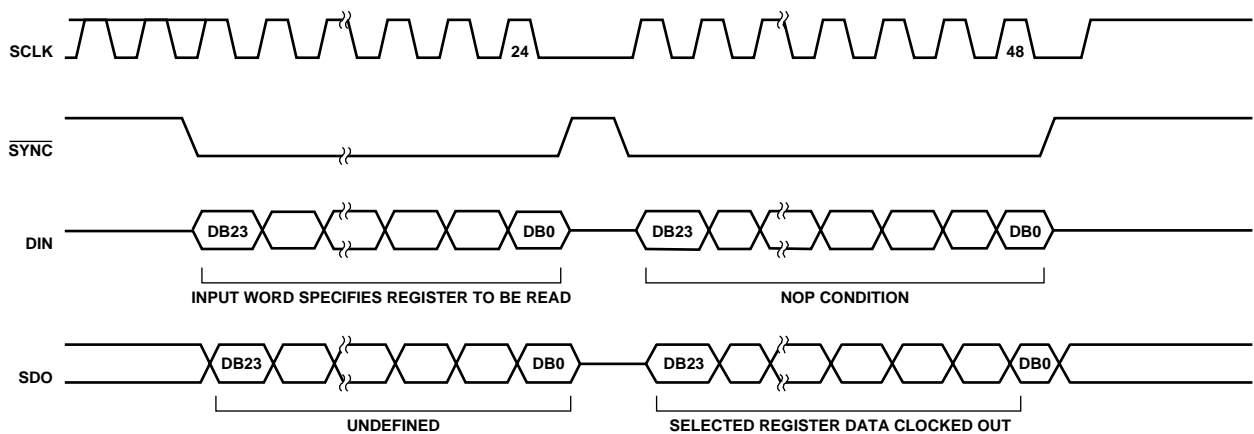 SCLK
24
48
SYNC
DIN
DB23
DB0
DB23
DB0
INPUT WORD SPECIFIES REGISTER TO BE READ
NOP CONDITION
SDO
DB23
DB0
DB23
DB0
UNDEFINED
SELECTED REGISTER DATA CLOCKED OUT